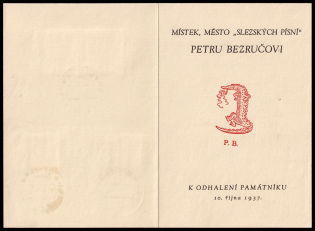 MÍSTEK, MĚSTO „SLEZSKÝCH PÍSNÍ“
PETRU BEZRUČOVI
P. B.
K ODHALENÍ PAMÁTNÍKU
10. října 1937.